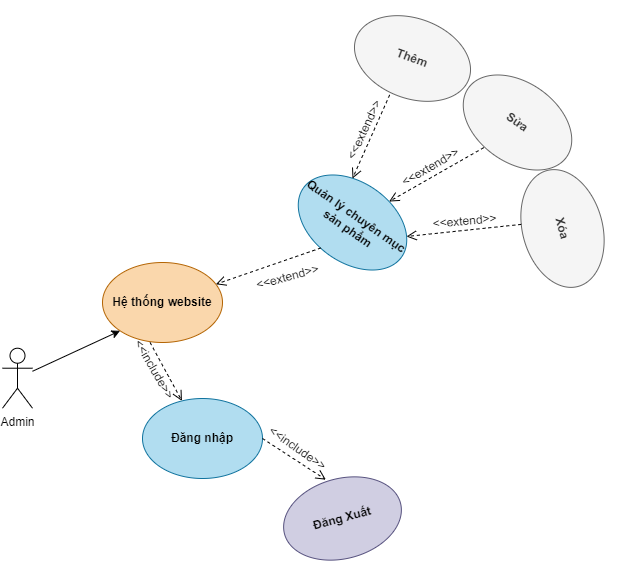 Thêm
<<extend>>
Sửa
<<extend>>
Quản lý chuyên mục
sản phẩm
<<extend>>
Xóa
<<extend>>
Hệ thống website
<<include>>
Admin
Đăng nhập
<<include>>
Đăng Xuất